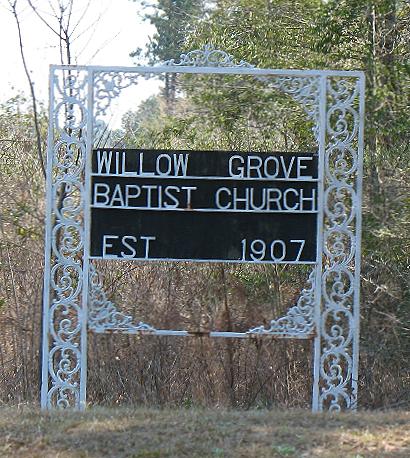 WILLOW GROVE
BAPTIST CHURCH
EST 1907